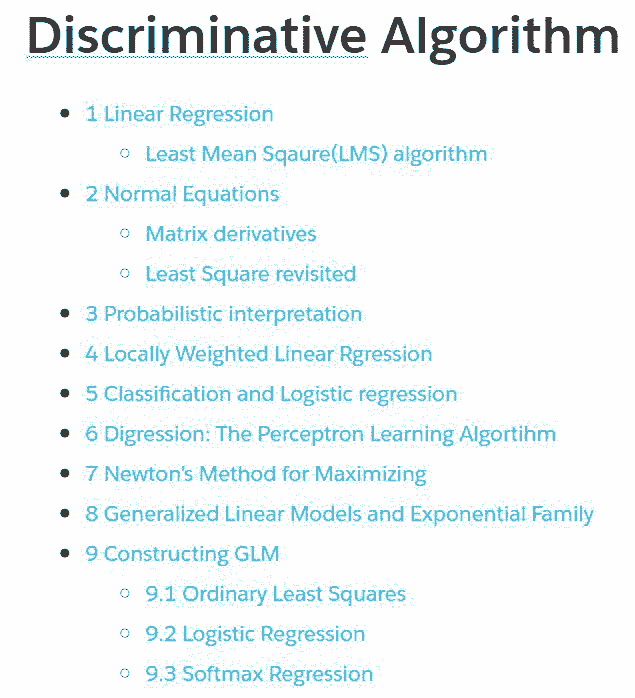 Discriminative Algorithm
1 Linear Regression
Least Mean Sqaure(LMS) algorithm
2 Normal Equations
Matrix derivatives
Least Square revisited
3 Probabilistic interpretation
4 Locally Weighted Linear Rgression
5 Classification and Logistic regression
6 Digression: The Perceptron Learning Algortihm
7 Newton's Method for Maximizing
8 Generalized Linear Models and Exponential Family
9 Constructing GLM
9.1 Ordinary Least Squares
9.2 Logistic Regression
9.3 Softmax Regression